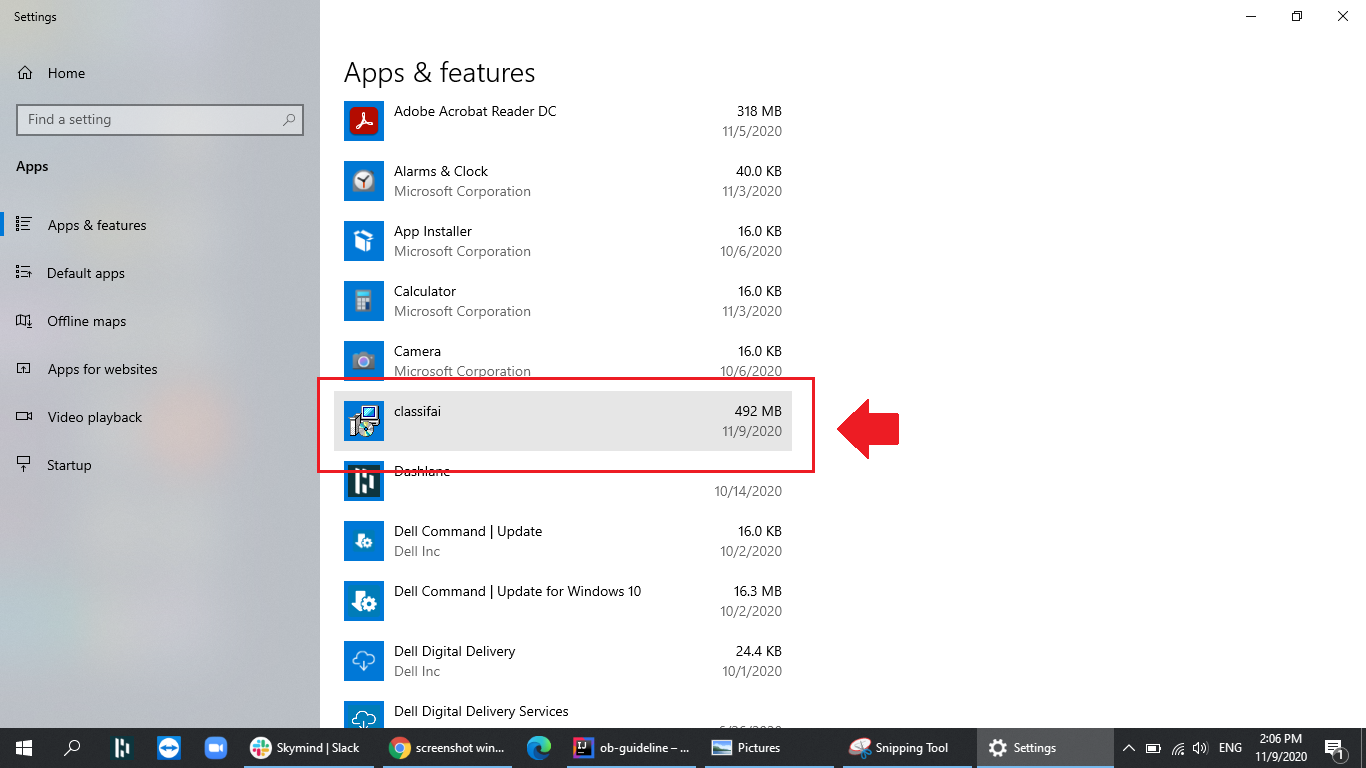 Settings
Home
Find a setting
Apps
Apps & features
Default apps
Offline maps
Apps for websites
Video playback
Startup
Apps & features
Adobe Acrobat Reader DC 318 MB
11/5/2020
Alarms & Clock 40.0 KB
Microsoft Corporation 11/3/2020
App Installer 16.0 KB
Microsoft Corporation 10/6/2020
Calculator 16.0 KB
Microsoft Corporation 11/3/2020
Camera 16.0 KB
Microsoft Corporation 10/6/2020
classifai 492 MB
11/9/2020
Dashlane
10/14/2020
Dell Command | Update 16.0 KB
Dell Inc 10/2/2020
Dell Command | Update for Windows 10 16.3 MB
10/2/2020
Dell Digital Delivery 24.4 KB
Dell Inc 10/1/2020
Dell Digital Delivery Services
Skymind | Slack
screenshot win...
ob-guideline – ...
Pictures
Snipping Tool
Settings
ENG
2:06 PM
11/9/2020
1